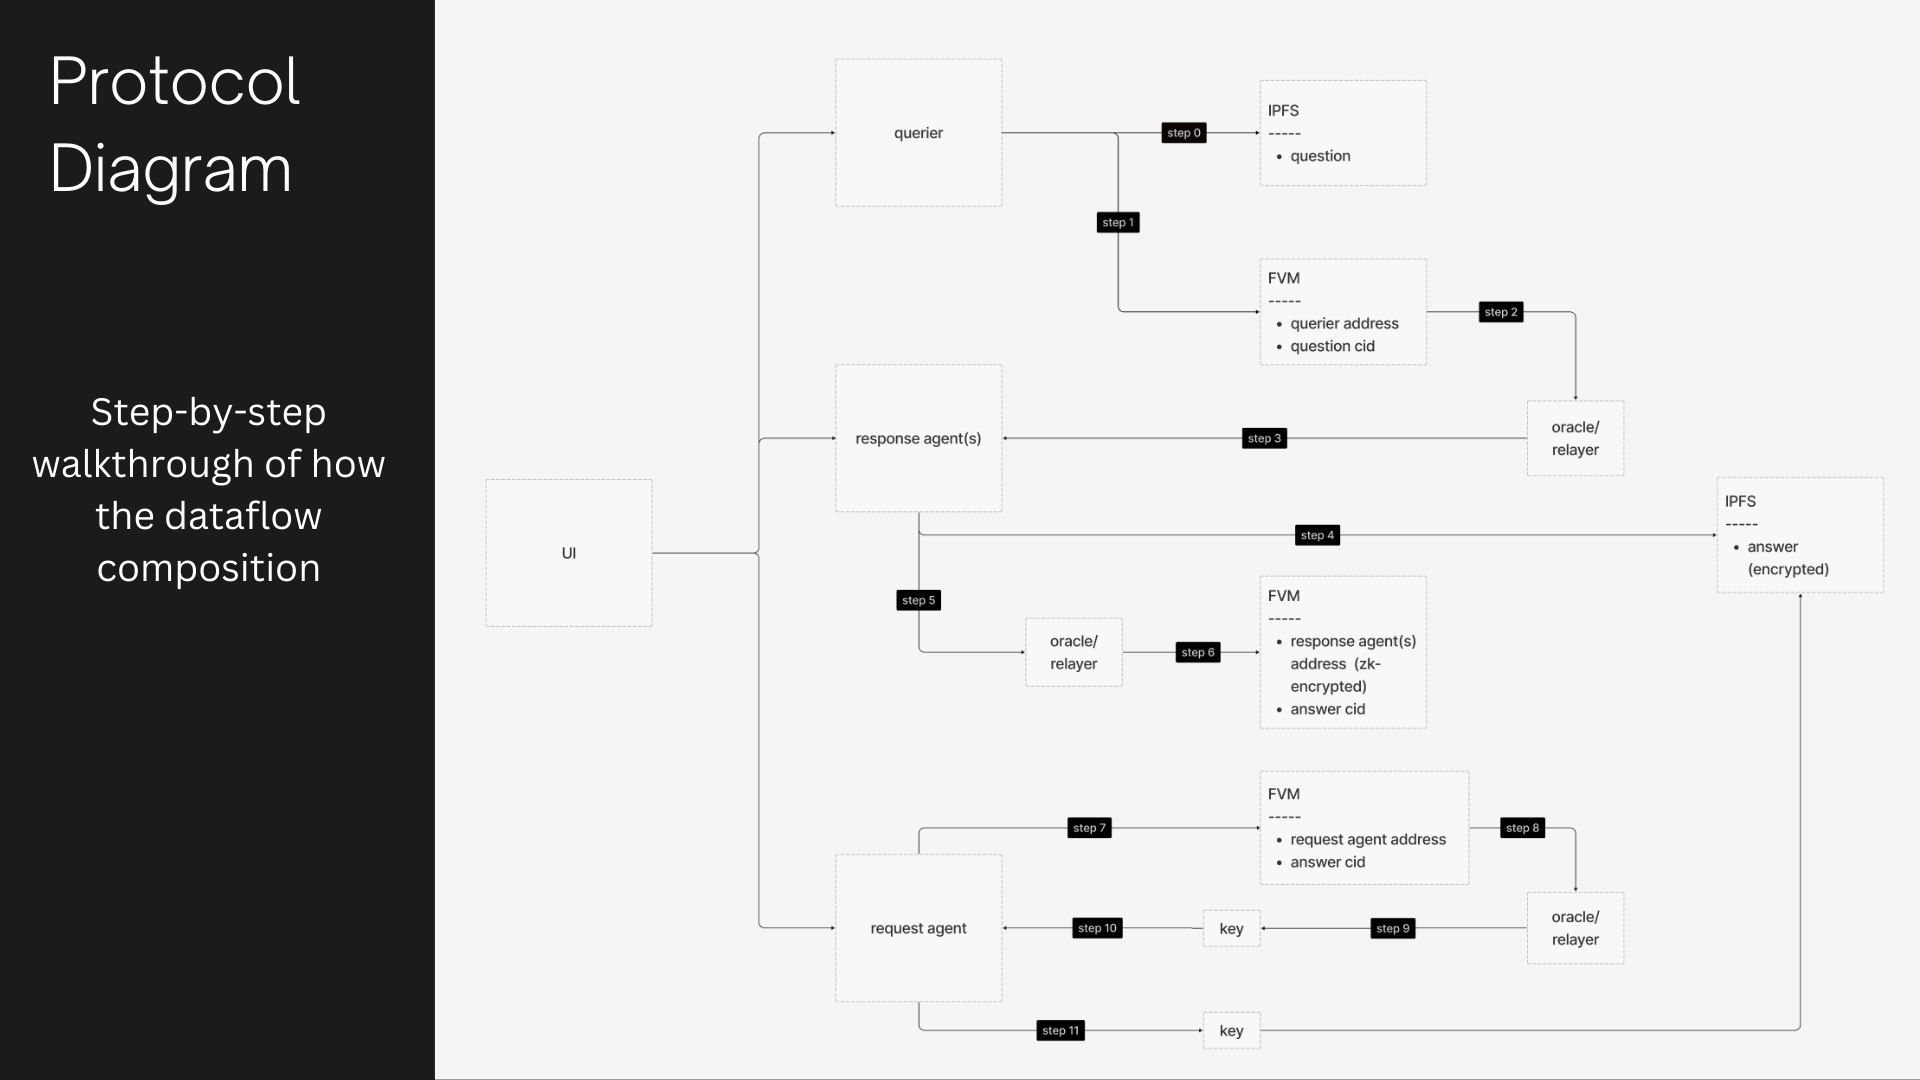 Protocol
Diagram
Step-by-step
walkthrough of how
the dataflow
composition
UI
querier
step 0
IPFS
-----
• question
step 1
FVM
-----
• querier address
• question cid
step 2
oracle/
relayer
step 3
response agent(s)
step 4
IPFS
-----
• answer
(encrypted)
step 5
oracle/
relayer
step 6
FVM
-----
• response agent(s)
address (zk-
encrypted)
• answer cid
request agent
step 7
FVM
-----
• request agent address
• answer cid
step 8
oracle/
relayer
step 9
key
step 10
step 11
key